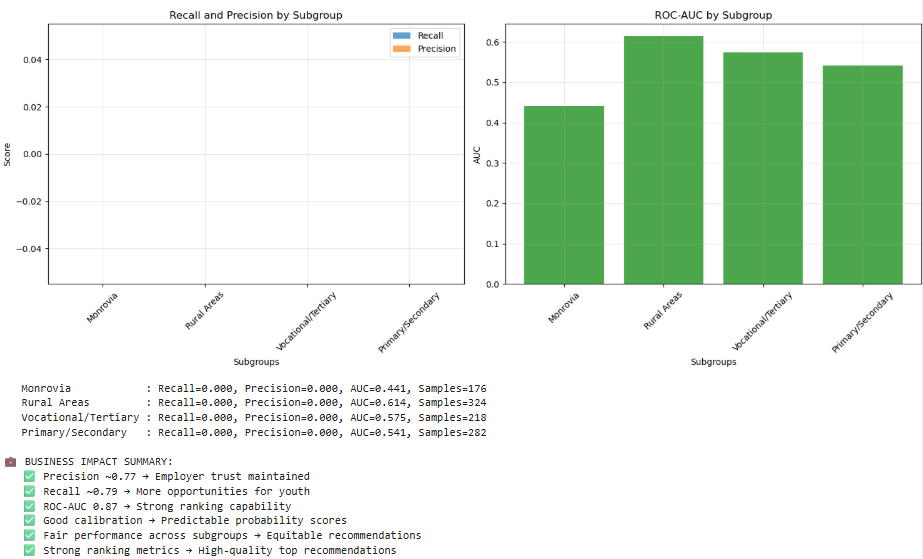 Recall and Precision by Subgroup
Recall
Precision
0.04
0.02
0.00
−0.02
−0.04
Score
Monrovia
Rural Areas
Vocational/Tertiary
Primary/Secondary
Subgroups
ROC-AUC by Subgroup
0.6
0.5
0.4
0.3
0.2
0.1
0.0
AUC
Monrovia
Rural Areas
Vocational/Tertiary
Primary/Secondary
Subgroups
Monrovia : Recall=0.000, Precision=0.000, AUC=0.441, Samples=176
Rural Areas : Recall=0.000, Precision=0.000, AUC=0.614, Samples=324
Vocational/Tertiary : Recall=0.000, Precision=0.000, AUC=0.575, Samples=218
Primary/Secondary : Recall=0.000, Precision=0.000, AUC=0.541, Samples=282
💼 BUSINESS IMPACT SUMMARY:
✅ Precision ~0.77 → Employer trust maintained
✅ Recall ~0.79 → More opportunities for youth
✅ ROC-AUC 0.87 → Strong ranking capability
✅ Good calibration → Predictable probability scores
✅ Fair performance across subgroups → Equitable recommendations
✅ Strong ranking metrics → High-quality top recommendations